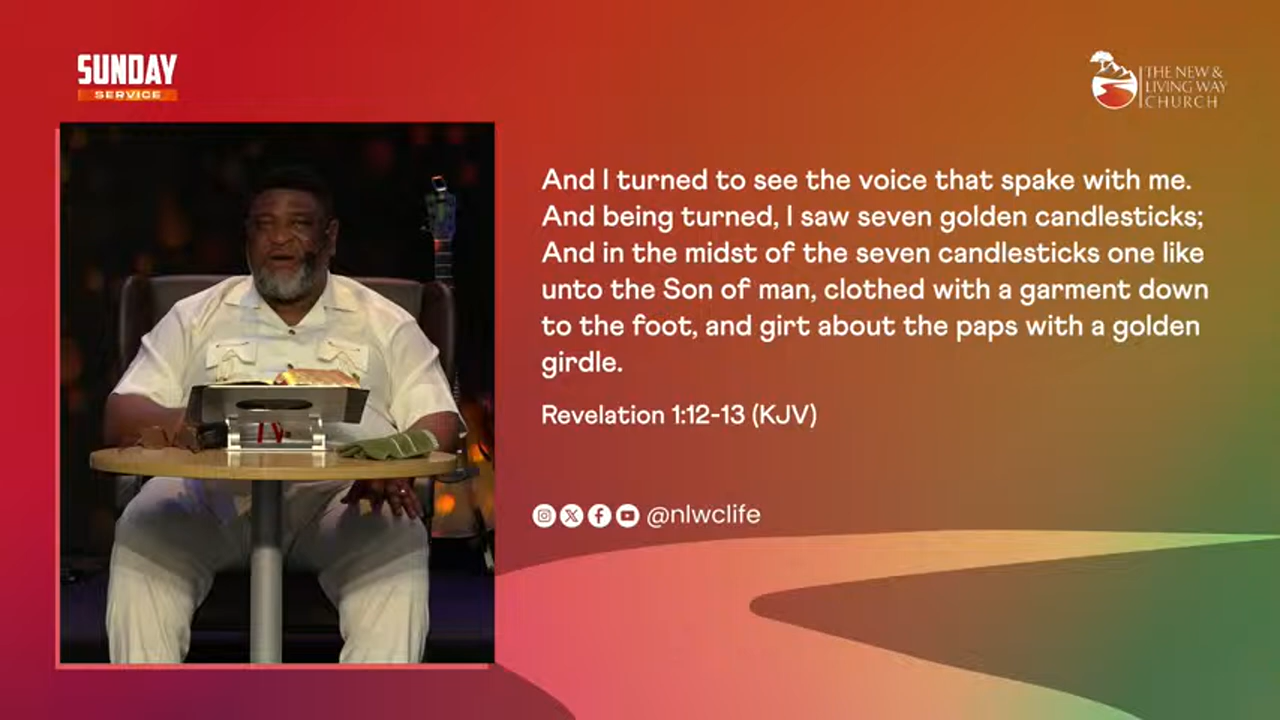 SUNDAY
SERVICE
THE NEW &
LIVING WAY
CHURCH
And I turned to see the voice that spake with me.
And being turned, I saw seven golden candlesticks;
And in the midst of the seven candlesticks one like
unto the Son of man, clothed with a garment down
to the foot, and girt about the paps with a golden
girdle.
Revelation 1:12-13 (KJV)
@nlwclife